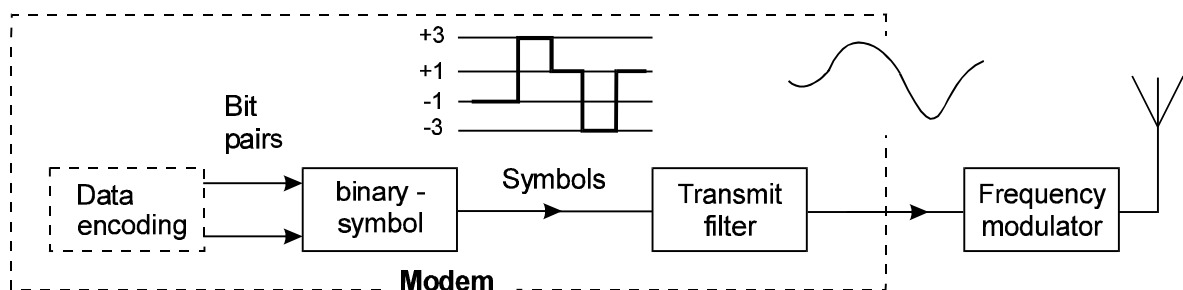 +3
+1
-1
-3
Bit
pairs
Data
encoding
binary -
symbol
Symbols
Transmit
filter
Frequency
modulator
Modem